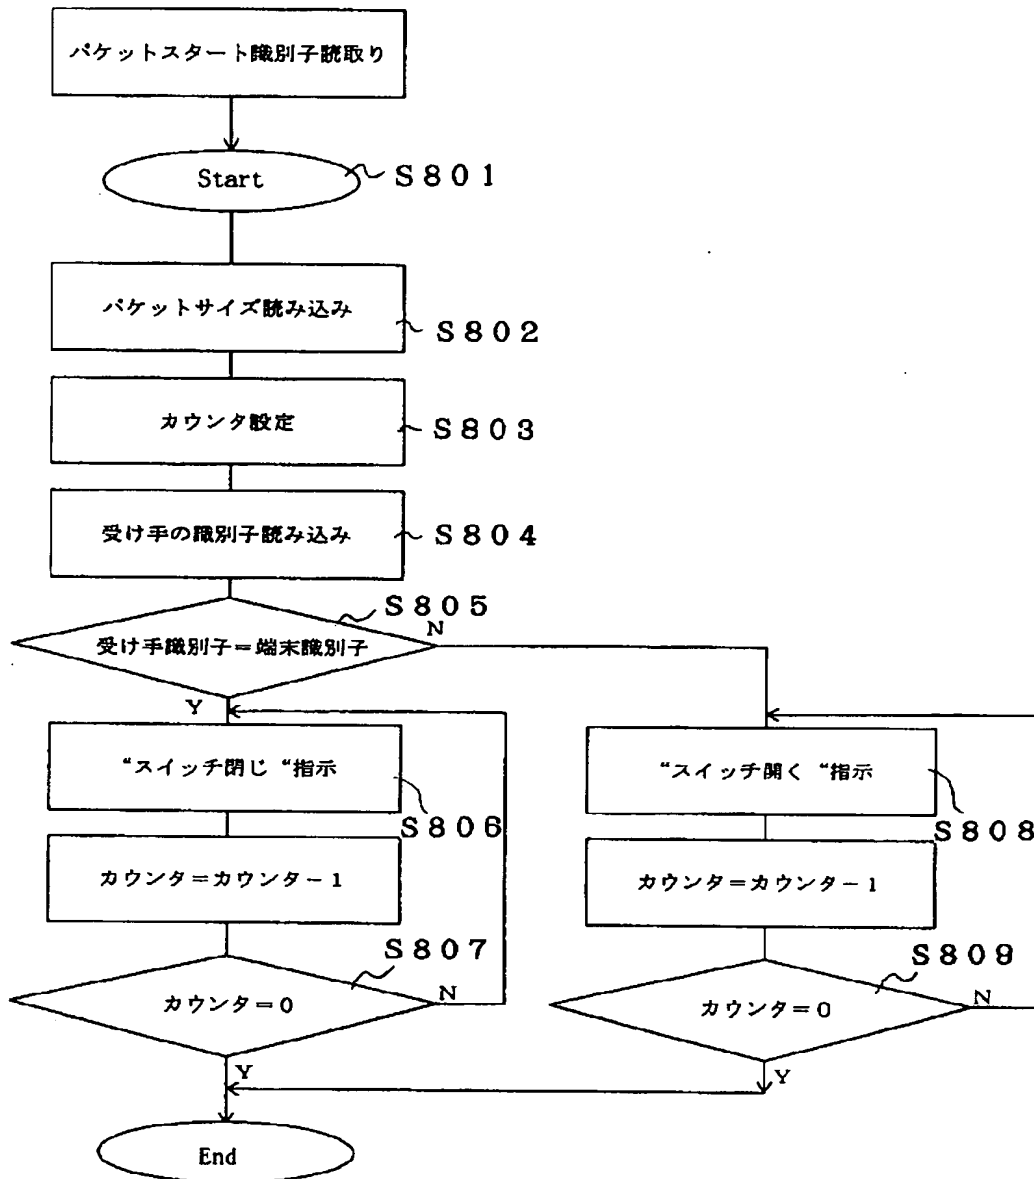 パケットスタート識別子読取り
Start
S801
パケットサイズ読み込み
S802
カウンタ設定
S803
受け手の識別子読み込み
S804
S805
受け手識別子＝端末識別子
N
Y
“スイッチ閉じ“指示
S806
カウンタ＝カウンタ－1
S807
カウンタ＝0
N
Y
“スイッチ開く“指示
S808
カウンタ＝カウンタ－1
S809
カウンタ＝0
N
Y
End